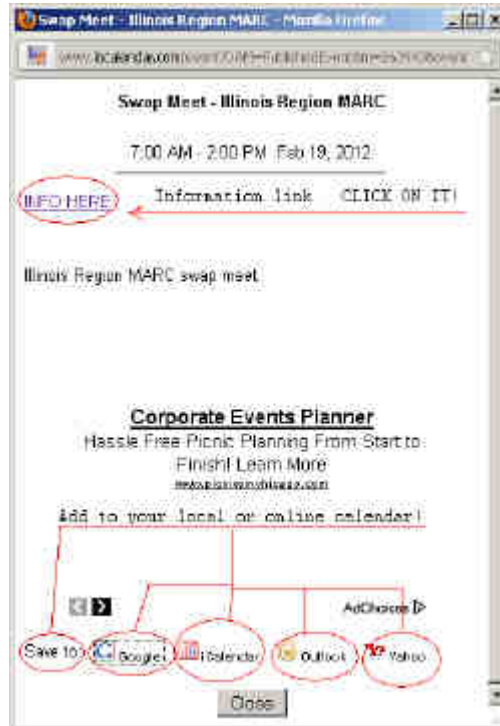 Swap Meet - Illinois Region MARC - Mozilla Firefox
Swap Meet - Illinois Region MARC
7:00 AM - 2:00 PM Feb 19, 2012
INFO HERE
Information link CLICK ON IT!
Illinois Region MARC swap meet
Corporate Events Planner
Hassle Free Picnic Planning From Start to
Finish! Learn More
Add to your local or online calendar!
AdChoices
Save to:
Google
iCalendar
Outlook
Yahoo
Close